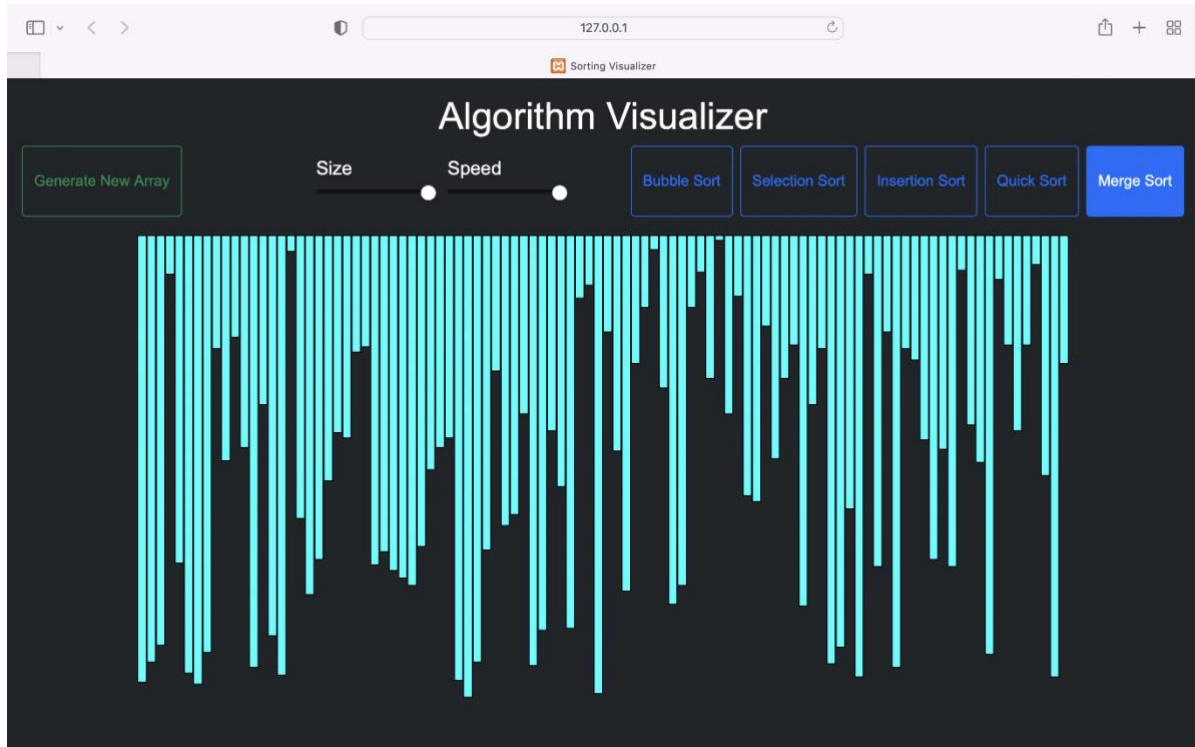 127.0.0.1
Sorting Visualizer
Algorithm Visualizer
Generate New Array
Size
Speed
Bubble Sort
Selection Sort
Insertion Sort
Quick Sort
Merge Sort